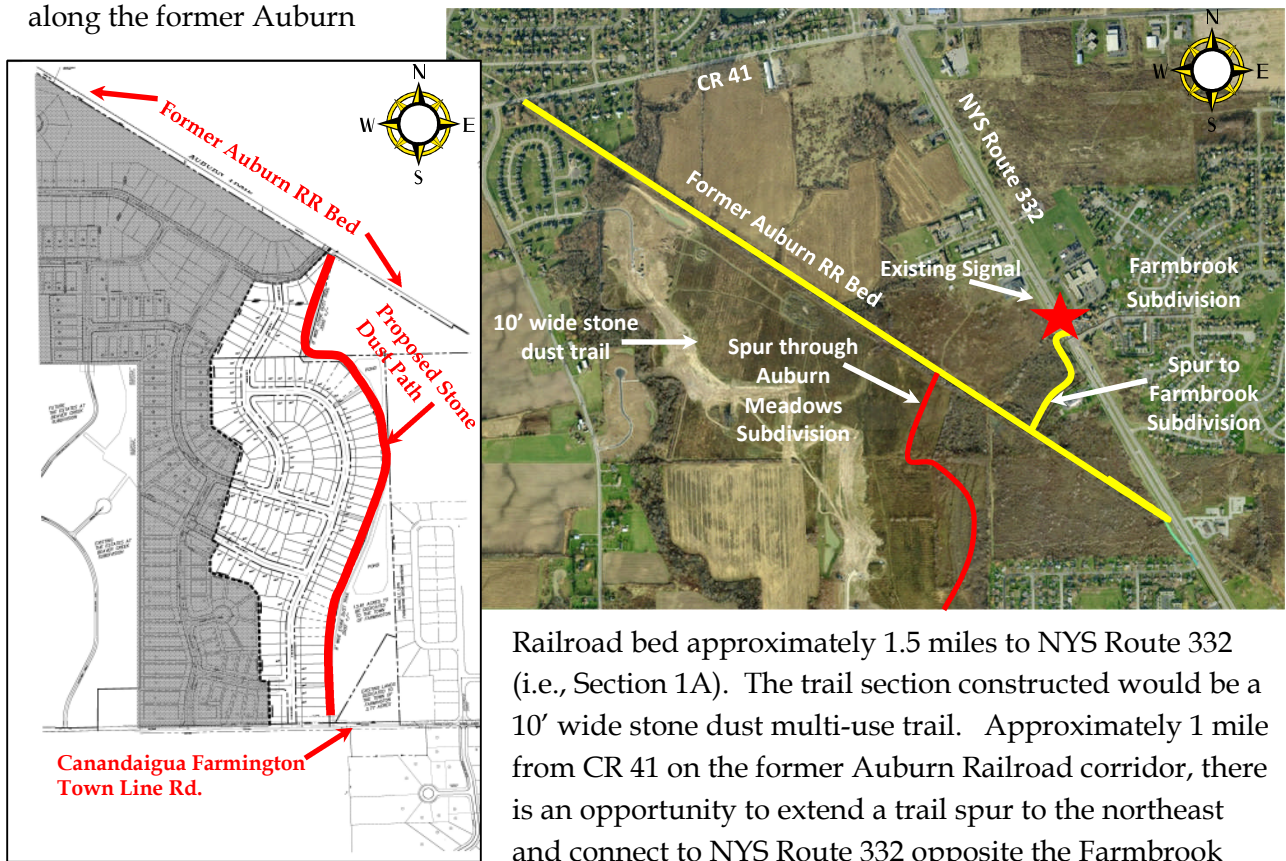 along the former Auburn
N
W
E
S
Former Auburn RR Bed
AUBURN TRAIL
Proposed Stone
Dust Path
POND
POND
Canandaigua Farmington
Town Line Rd.
N
W
E
S
CR 41
NYS Route 332
Former Auburn RR Bed
Existing Signal
Farmbrook
Subdivision
10’ wide stone
dust trail
Spur through
Auburn
Meadows
Subdivision
Spur to
Farmbrook
Subdivision
Railroad bed approximately 1.5 miles to NYS Route 332
(i.e., Section 1A).  The trail section constructed would be a
10’ wide stone dust multi-use trail.   Approximately 1 mile
from CR 41 on the former Auburn Railroad corridor, there
is an opportunity to extend a trail spur to the northeast
and connect to NYS Route 332 opposite the Farmbrook